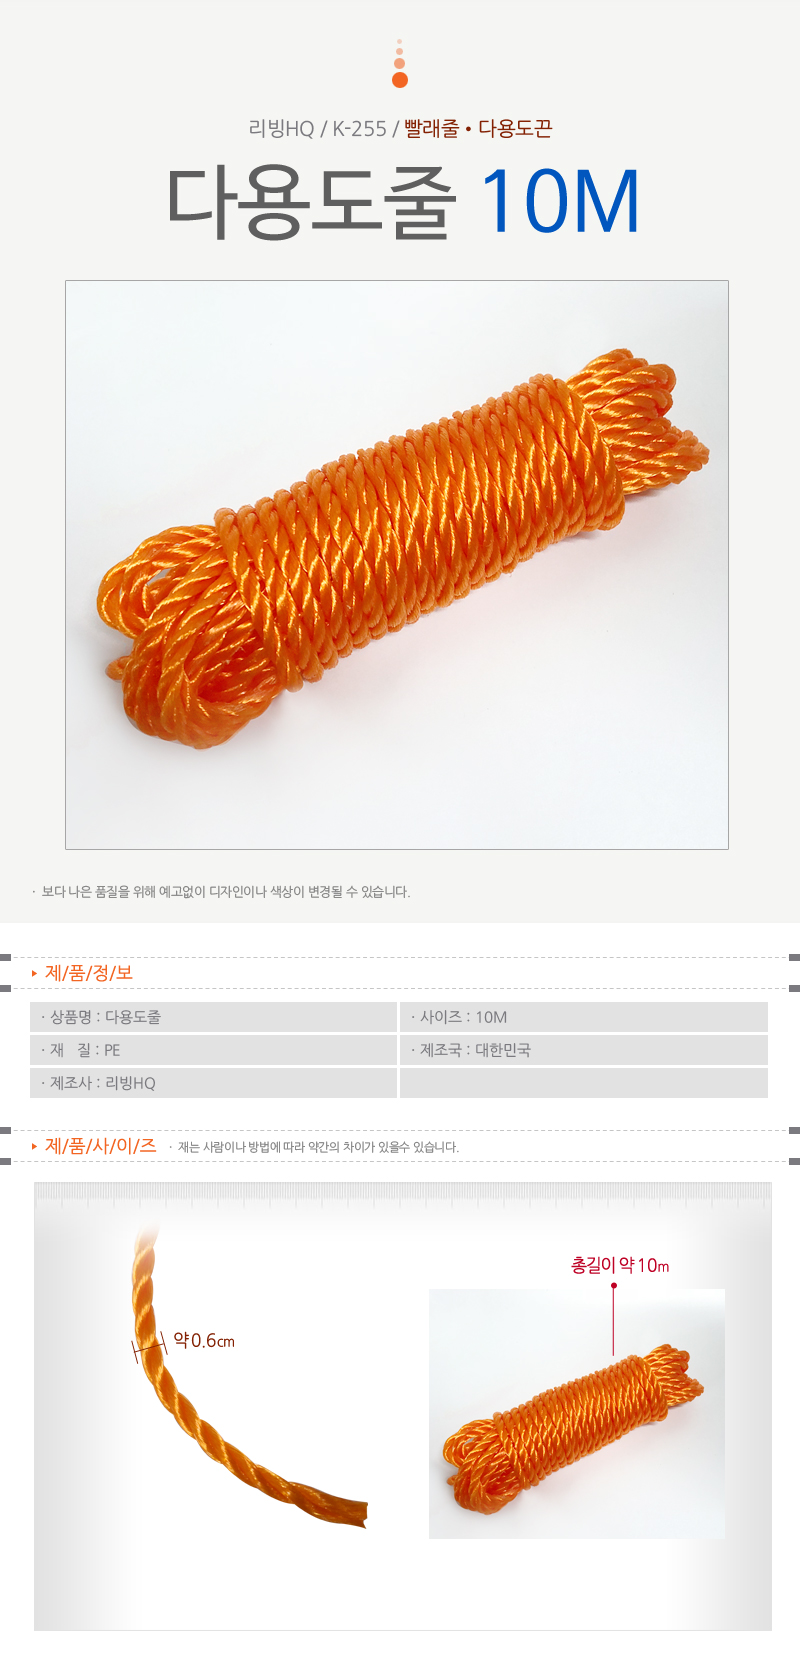 리빙HQ / K-255 / 빨래줄 • 다용도끈
다용도줄 10M
· 보다 나은 품질을 위해 예고없이 디자인이나 색상이 변경될 수 있습니다.
제/품/정/보
· 상품명 : 다용도줄
· 사이즈 : 10M
· 재 질 : PE
· 제조국 : 대한민국
· 제조사 : 리빙HQ
제/품/사/이/즈 · 재는 사람이나 방법에 따라 약간의 차이가 있을수 있습니다.
총길이 약 10m
약 0.6cm